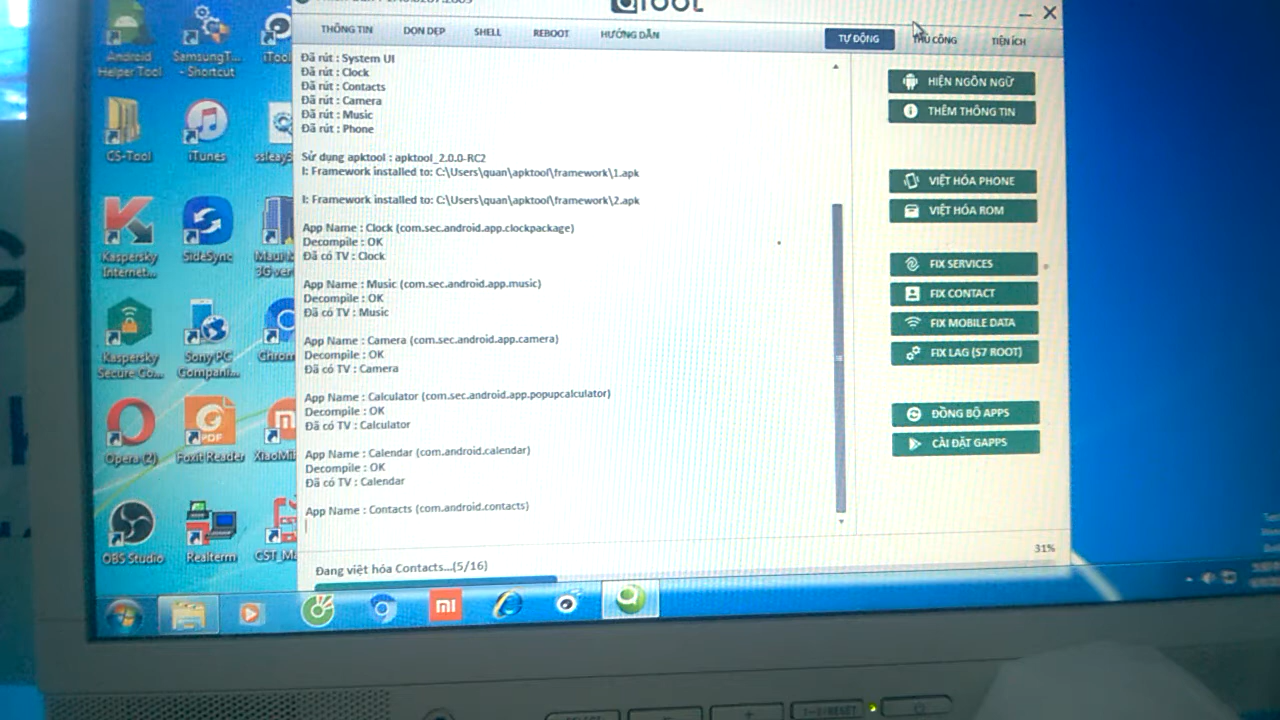 TOOL
THÔNG TIN
DỌN DẸP
SHELL
REBOOT
HƯỚNG DẪN
TỰ ĐỘNG
THỦ CÔNG
TIỆN ÍCH
Đã rút : System UI
Đã rút : Clock
Đã rút : Contacts
Đã rút : Camera
Đã rút : Music
Đã rút : Phone
Sử dụng apktool : apktool_2.0.0-RC2
I: Framework installed to: C:\Users\quan\apktool\framework\1.apk
I: Framework installed to: C:\Users\quan\apktool\framework\2.apk
App Name : Clock (com.sec.android.app.clockpackage)
Decompile : OK
Đã có TV : Clock
App Name : Music (com.sec.android.app.music)
Decompile : OK
Đã có TV : Music
App Name : Camera (com.sec.android.app.camera)
Decompile : OK
Đã có TV : Camera
App Name : Calculator (com.sec.android.app.popupcalculator)
Decompile : OK
Đã có TV : Calculator
App Name : Calendar (com.android.calendar)
Decompile : OK
Đã có TV : Calendar
App Name : Contacts (com.android.contacts)
31%
Đang việt hóa Contacts...(5/16)
HIỆN NGÔN NGỮ
THÊM THÔNG TIN
VIỆT HÓA PHONE
VIỆT HÓA ROM
FIX SERVICES
FIX CONTACT
FIX MOBILE DATA
FIX LAG (S7 ROOT)
ĐỒNG BỘ APPS
CÀI ĐẶT GAPPS
Android
Helper Tool
SamsungT...
- Shortcut
iTool
CS-Tool
iTunes
ssleay3
Kaspersky
Internet...
SideSync
3G ver
Kaspersky
Secure Co...
Sony PC
Compani...
Chrom
Opera (2)
Foxit Reader
PDF
XiaoMi
OBS Studio
Realterm
CST_M
mi